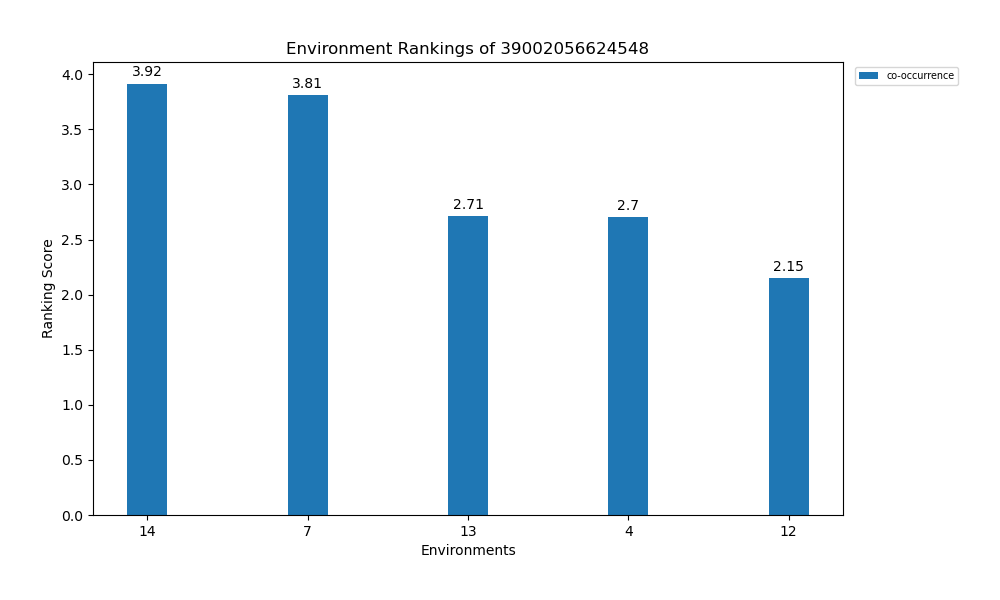 Environment Rankings of 39002056624548
co-occurrence
Ranking Score
4.0
3.5
3.0
2.5
2.0
1.5
1.0
0.5
0.0
3.92
3.81
2.71
2.7
2.15
14 7 13 4 12
Environments